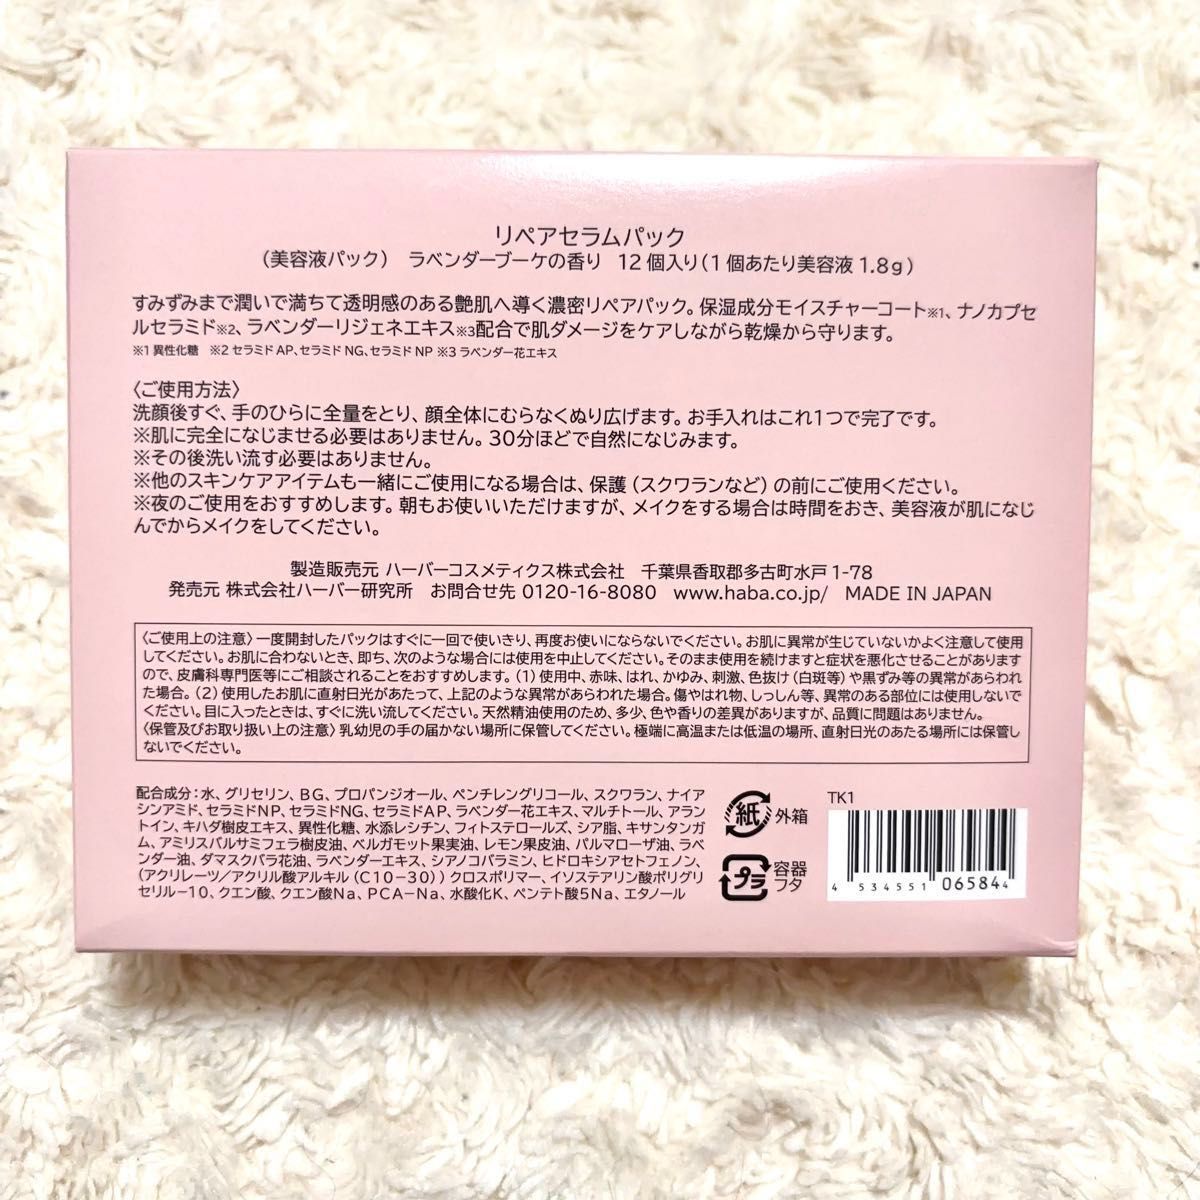 リペアセラムパック
（美容液パック） ラベンダーブーケの香り 12個入り（1個あたり美容液1.8g）
すみずみまで潤いで満ちて透明感のある艶肌へ導く濃密リペアパック。保湿成分モイスチャーコート※1、ナノカプセ
ルセラミド※2、ラベンダーリジェネエキス※3配合で肌ダメージをケアしながら乾燥から守ります。
※1 異性化糖 ※2 セラミドAP、セラミドNG、セラミドNP ※3 ラベンダー花エキス
〈ご使用方法〉
洗顔後すぐ、手のひらに全量をとり、顔全体にむらなくぬり広げます。お手入れはこれ1つで完了です。
※肌に完全になじませる必要はありません。30分ほどで自然になじみます。
※その後洗い流す必要はありません。
※他のスキンケアアイテムも一緒にご使用になる場合は、保護（スクワランなど）の前にご使用ください。
※夜のご使用をおすすめします。朝もお使いいただけますが、メイクをする場合は時間をおき、美容液が肌になじ
んでからメイクをしてください。
製造販売元 ハーバーコスメティクス株式会社 千葉県香取郡多古町水戸1-78
発売元 株式会社ハーバー研究所 お問合せ先 0120-16-8080 www.haba.co.jp/ MADE IN JAPAN
〈ご使用上の注意〉一度開封したパックはすぐに一回で使いきり、再度お使いにならないでください。お肌に異常が生じていないかよく注意して使用
してください。お肌に合わないとき、即ち、次のような場合には使用を中止してください。そのまま使用を続けますと症状を悪化させることがあります
ので、皮膚科専門医等にご相談されることをおすすめします。（1）使用中、赤味、はれ、かゆみ、刺激、色抜け（白斑等）や黒ずみ等の異常があらわれ
た場合。（2）使用したお肌に直射日光があたって、上記のような異常があらわれた場合。傷やはれ物、しっしん等、異常のある部位には使用しないで
ください。目に入ったときは、すぐに洗い流してください。天然精油使用のため、多少、色や香りの差異がありますが、品質に問題はありません。
〈保管及びお取り扱い上の注意〉乳幼児の手の届かない場所に保管してください。極端に高温または低温の場所、直射日光のあたる場所には保管し
ないでください。
配合成分：水、グリセリン、BG、プロパンジオール、ペンチレングリコール、スクワラン、ナイア
シンアミド、セラミドNP、セラミドNG、セラミドAP、ラベンダー花エキス、マルチトール、アラン
トイン、キハダ樹皮エキス、異性化糖、水添レシチン、フィトステロールズ、シア脂、キサンタンガ
ム、アミリスバルサミフェラ樹皮油、ベルガモット果実油、レモン果皮油、パルマローザ油、ラベ
ンダー油、ダマスクバラ花油、ラベンダーエキス、シアノコバラミン、ヒドロキシアセトフェノン、
（アクリレーツ／アクリル酸アルキル（C10-30））クロスポリマー、イソステアリン酸ポリグリ
セリル-10、クエン酸、クエン酸Na、PCA-Na、水酸化K、ペンテト酸5Na、エタノール
紙 外箱
プラ 容器
フタ
TK1
4 534551 065844